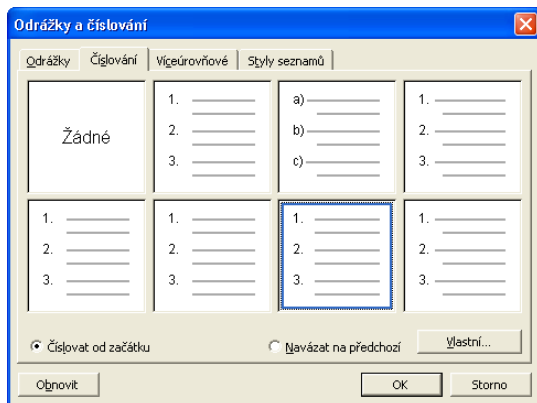 Odrážky a číslování
Odrážky Číslování Víceúrovňové Styly seznamů
Žádné
1.
2.
3.
a)
b)
c)
1.
2.
3.
1.
2.
3.
1.
2.
3.
1.
2.
3.
1.
2.
3.
Číslovat od začátku Navázat na předchozí Vlastní...
Obnovit OK Storno